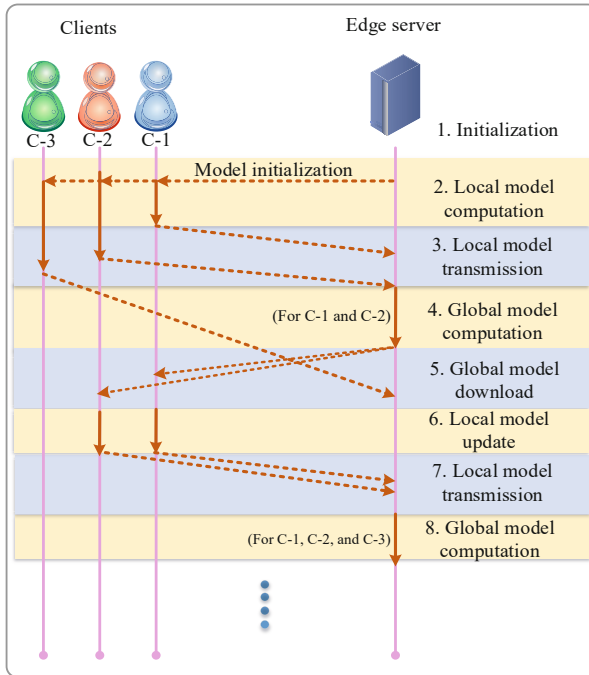 Clients
Edge server
C-3
C-2
C-1
1. Initialization
Model initialization
2. Local model
computation
3. Local model
transmission
(For C-1 and C-2)
4. Global model
computation
5. Global model
download
6. Local model
update
7. Local model
transmission
(For C-1, C-2, and C-3)
8. Global model
computation